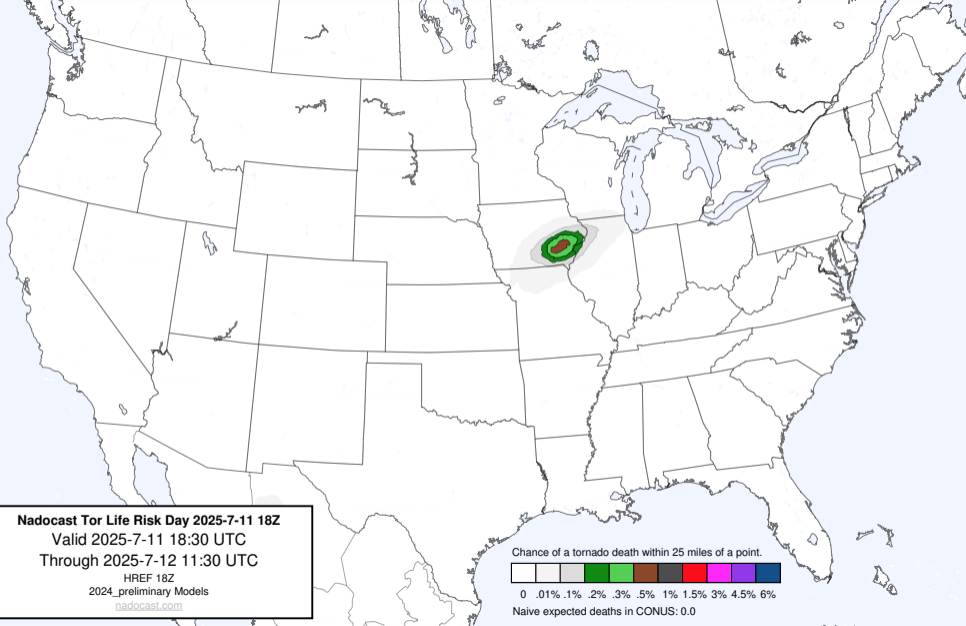 Nadocast Tor Life Risk Day 2025-7-11 18Z
Valid 2025-7-11 18:30 UTC
Through 2025-7-12 11:30 UTC
HREF 18Z
2024_preliminary Models
nadocast.com
Chance of a tornado death within 25 miles of a point.
0 .01% .1% .2% .3% .5% 1% 1.5% 3% 4.5% 6%
Naive expected deaths in CONUS: 0.0